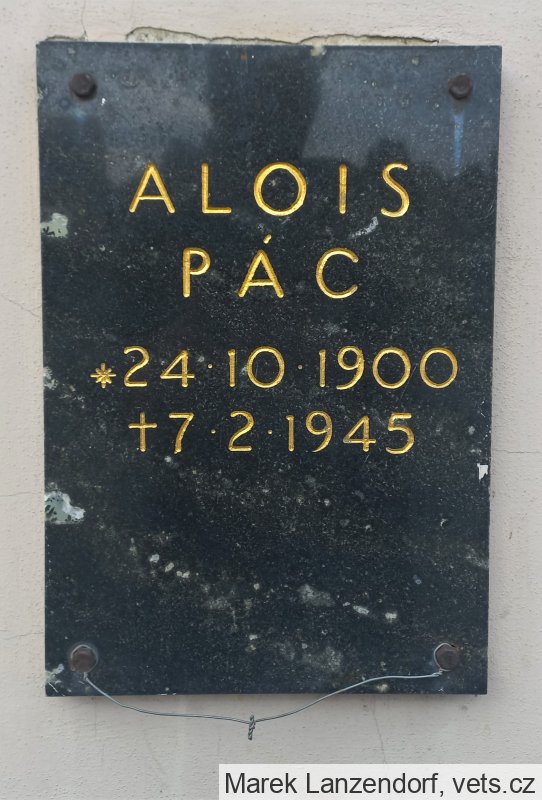 ALOIS
PÁC
*24·10·1900
†7·2·1945
Marek Lanzendorf, vets.cz